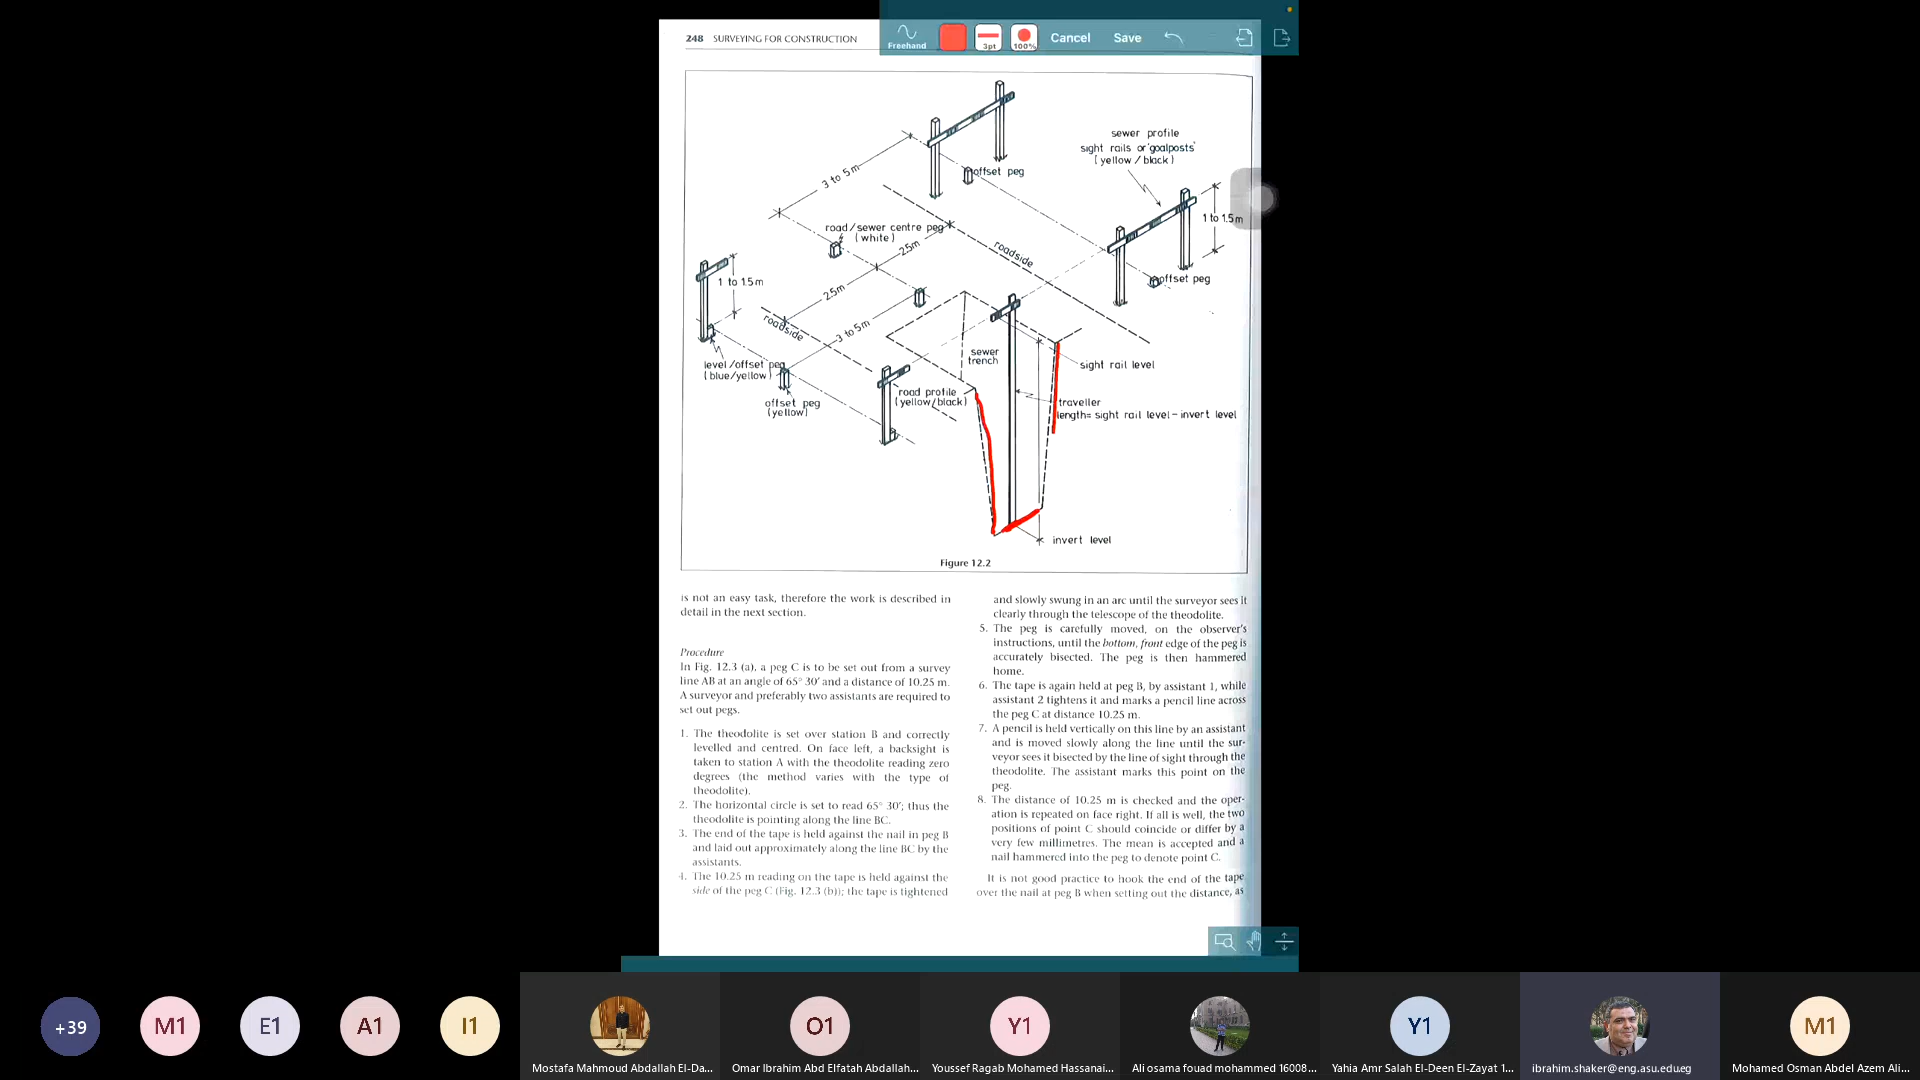 248 SURVEYING FOR CONSTRUCTION
Freehand
3pt
100%
Cancel
Save
sewer profile
sight rails or 'goalposts'
(yellow / black)
3 to 5m
offset peg
1 to 1.5m
road/sewer centre peg
(white)
2.5m
roadside
offset peg
1 to 1.5m
2.5m
roadside
3 to 5m
sewer
trench
sight rail level
level/offset peg
(blue/yellow)
offset peg
(yellow)
road profile
(yellow/black)
traveller
length= sight rail level - invert level
invert level
Figure 12.2
is not an easy task, therefore the work is described in
detail in the next section.
Procedure
In Fig. 12.3 (a), a peg C is to be set out from a survey
line AB at an angle of 65° 30′ and a distance of 10.25 m.
A surveyor and preferably two assistants are required to
set out pegs.
1. The theodolite is set over station B and correctly
levelled and centred. On face left, a backsight is
taken to station A with the theodolite reading zero
degrees (the method varies with the type of
theodolite).
2. The horizontal circle is set to read 65° 30′; thus the
theodolite is pointing along the line BC.
3. The end of the tape is held against the nail in peg B
and laid out approximately along the line BC by the
assistants.
4. The 10.25 m reading on the tape is held against the
side of the peg C (Fig. 12.3 (b)); the tape is tightened
and slowly swung in an arc until the surveyor sees it
clearly through the telescope of the theodolite.
5. The peg is carefully moved, on the observer's
instructions, until the bottom, front edge of the peg is
accurately bisected. The peg is then hammered
home.
6. The tape is again held at peg B, by assistant 1, while
assistant 2 tightens it and marks a pencil line across
the peg C at distance 10.25 m.
7. A pencil is held vertically on this line by an assistant
and is moved slowly along the line until the sur-
veyor sees it bisected by the line of sight through the
theodolite. The assistant marks this point on the
peg.
8. The distance of 10.25 m is checked and the oper-
ation is repeated on face right. If all is well, the two
positions of point C should coincide or differ by a
very few millimetres. The mean is accepted and a
nail hammered into the peg to denote point C.
It is not good practice to hook the end of the tape
over the nail at peg B when setting out the distance, as
+39
M1
E1
A1
I1
O1
Y1
Y1
M1
Mostafa Mahmoud Abdallah El-Da...
Omar Ibrahim Abd Elfatah Abdallah...
Youssef Ragab Mohamed Hassanai...
Ali osama fouad mohammed 16008...
Yahia Amr Salah El-Deen El-Zayat 1...
ibrahim.shaker@eng.asu.edu.eg
Mohamed Osman Abdel Azem Ali...